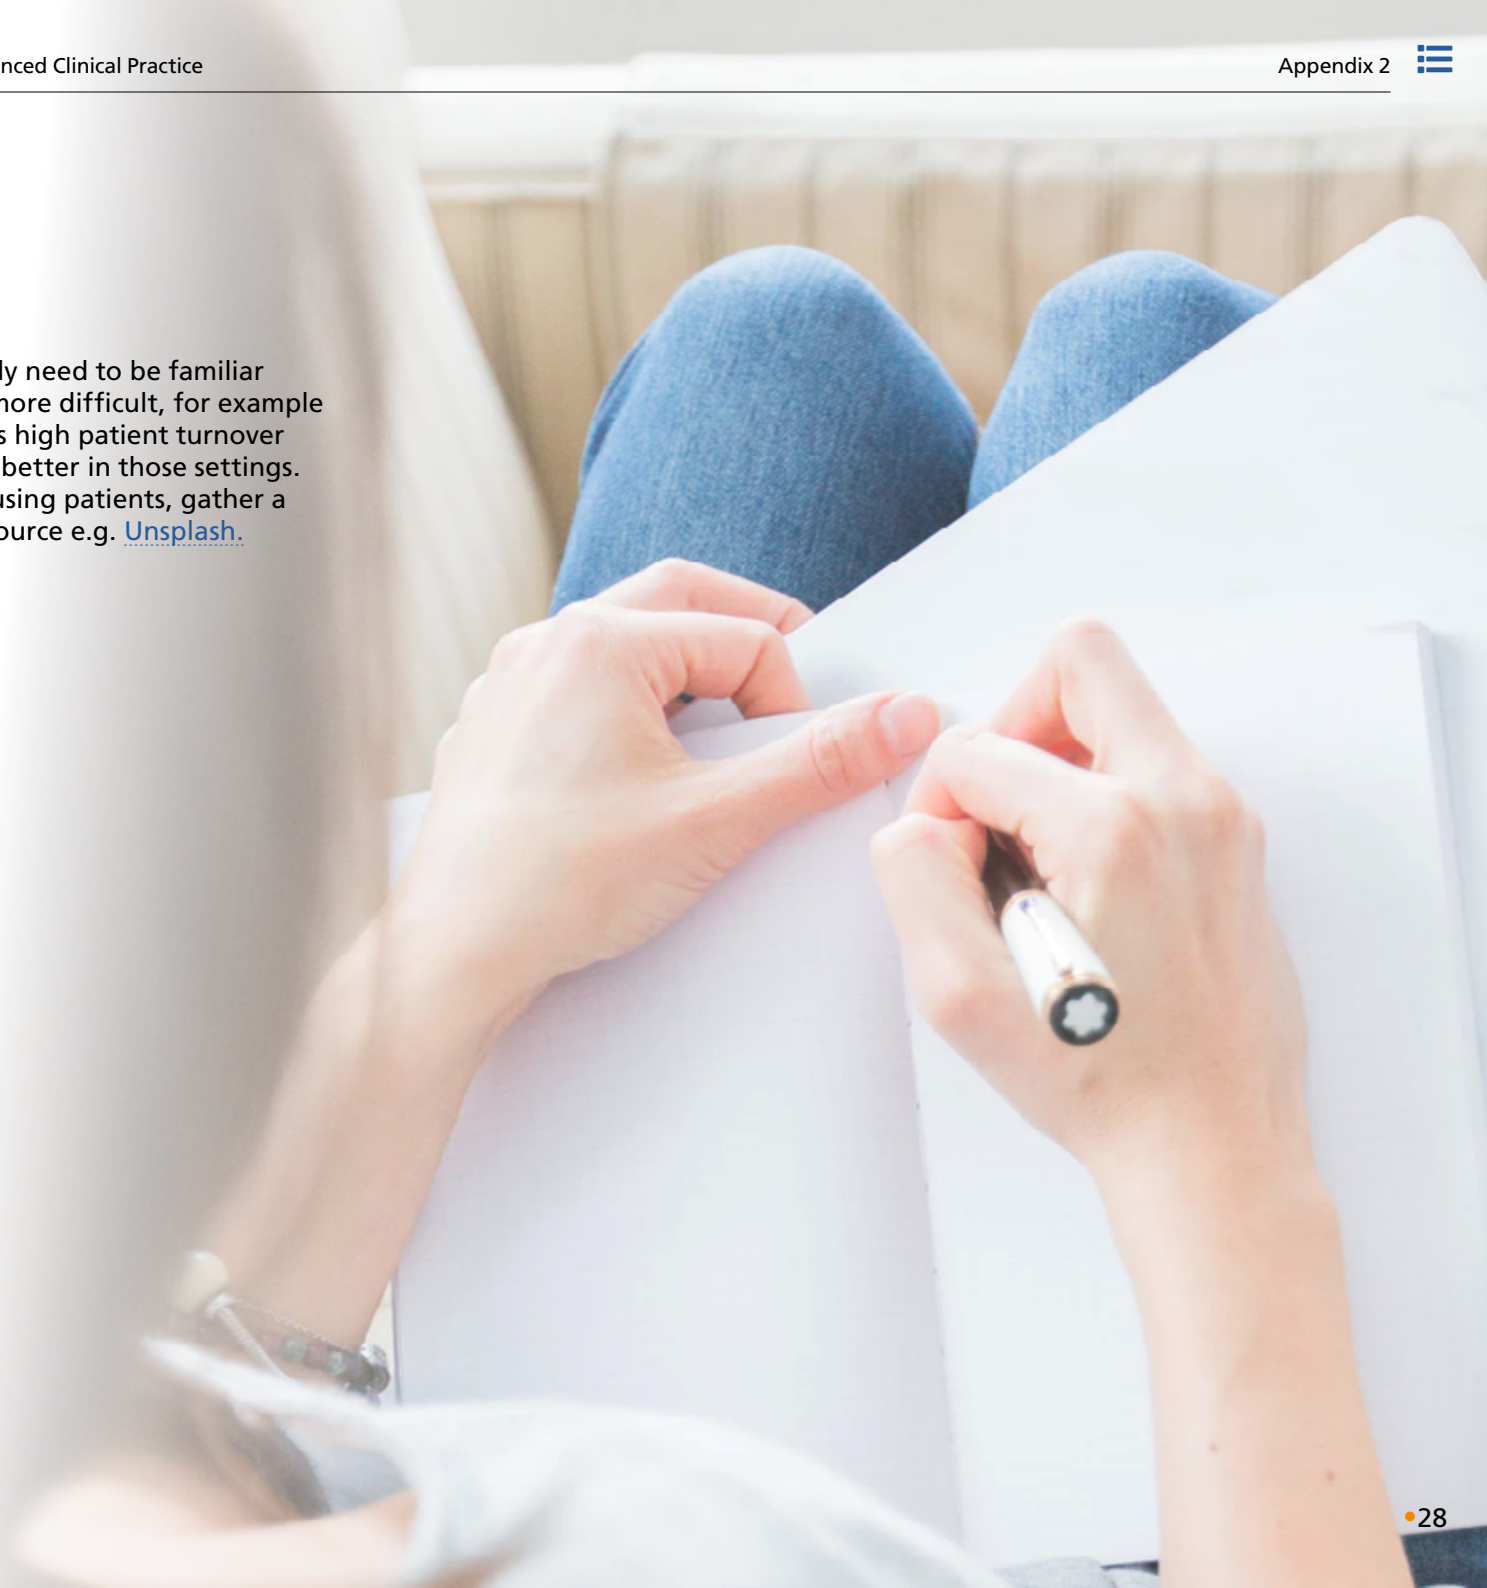 nced Clinical Practice
Appendix 2
ly need to be familiar
more difficult, for example
s high patient turnover
better in those settings.
using patients, gather a
ource e.g. Unsplash.
28